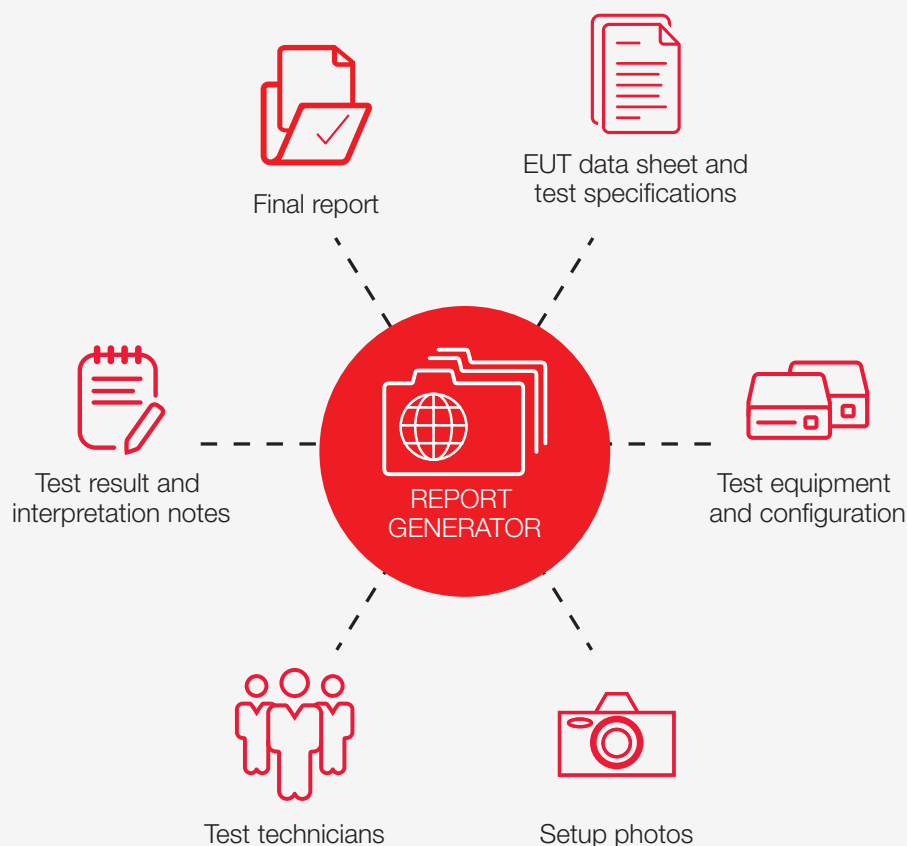 Final report
EUT data sheet and
test specifications
Test result and
interpretation notes
REPORT
GENERATOR
Test equipment
and configuration
Test technicians
Setup photos